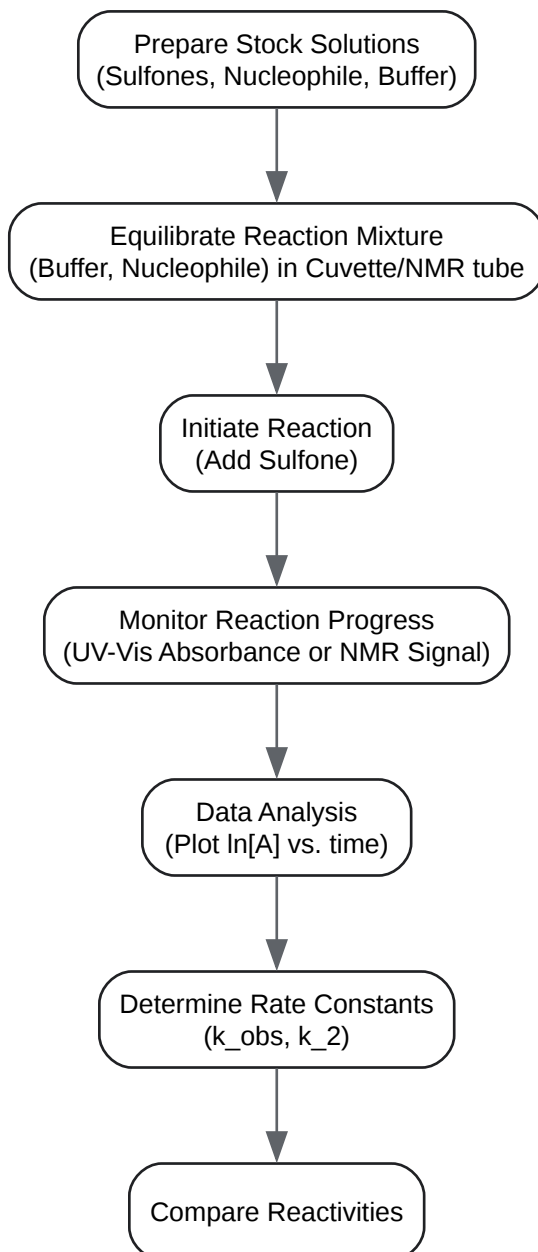 Prepare Stock Solutions
(Sulfones, Nucleophile, Buffer)
Equilibrate Reaction Mixture
(Buffer, Nucleophile) in Cuvette/NMR tube
Initiate Reaction
(Add Sulfone)
Monitor Reaction Progress
(UV-Vis Absorbance or NMR Signal)
Data Analysis
(Plot ln[A] vs. time)
Determine Rate Constants
(k_obs, k_2)
Compare Reactivities